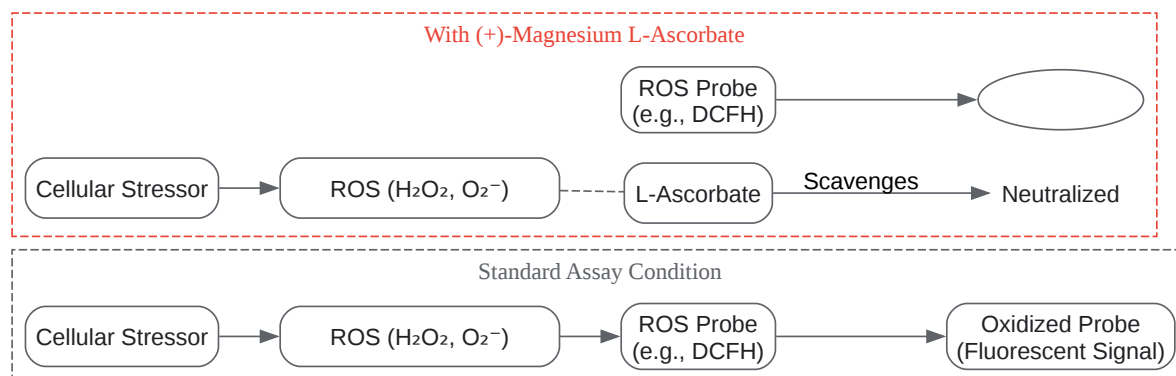 With (+)-Magnesium L-Ascorbate
ROS Probe
(e.g., DCFH)
Cellular Stressor
ROS (H₂O₂, O₂⁻)
L-Ascorbate
Scavenges
Neutralized
Standard Assay Condition
Cellular Stressor
ROS (H₂O₂, O₂⁻)
ROS Probe
(e.g., DCFH)
Oxidized Probe
(Fluorescent Signal)